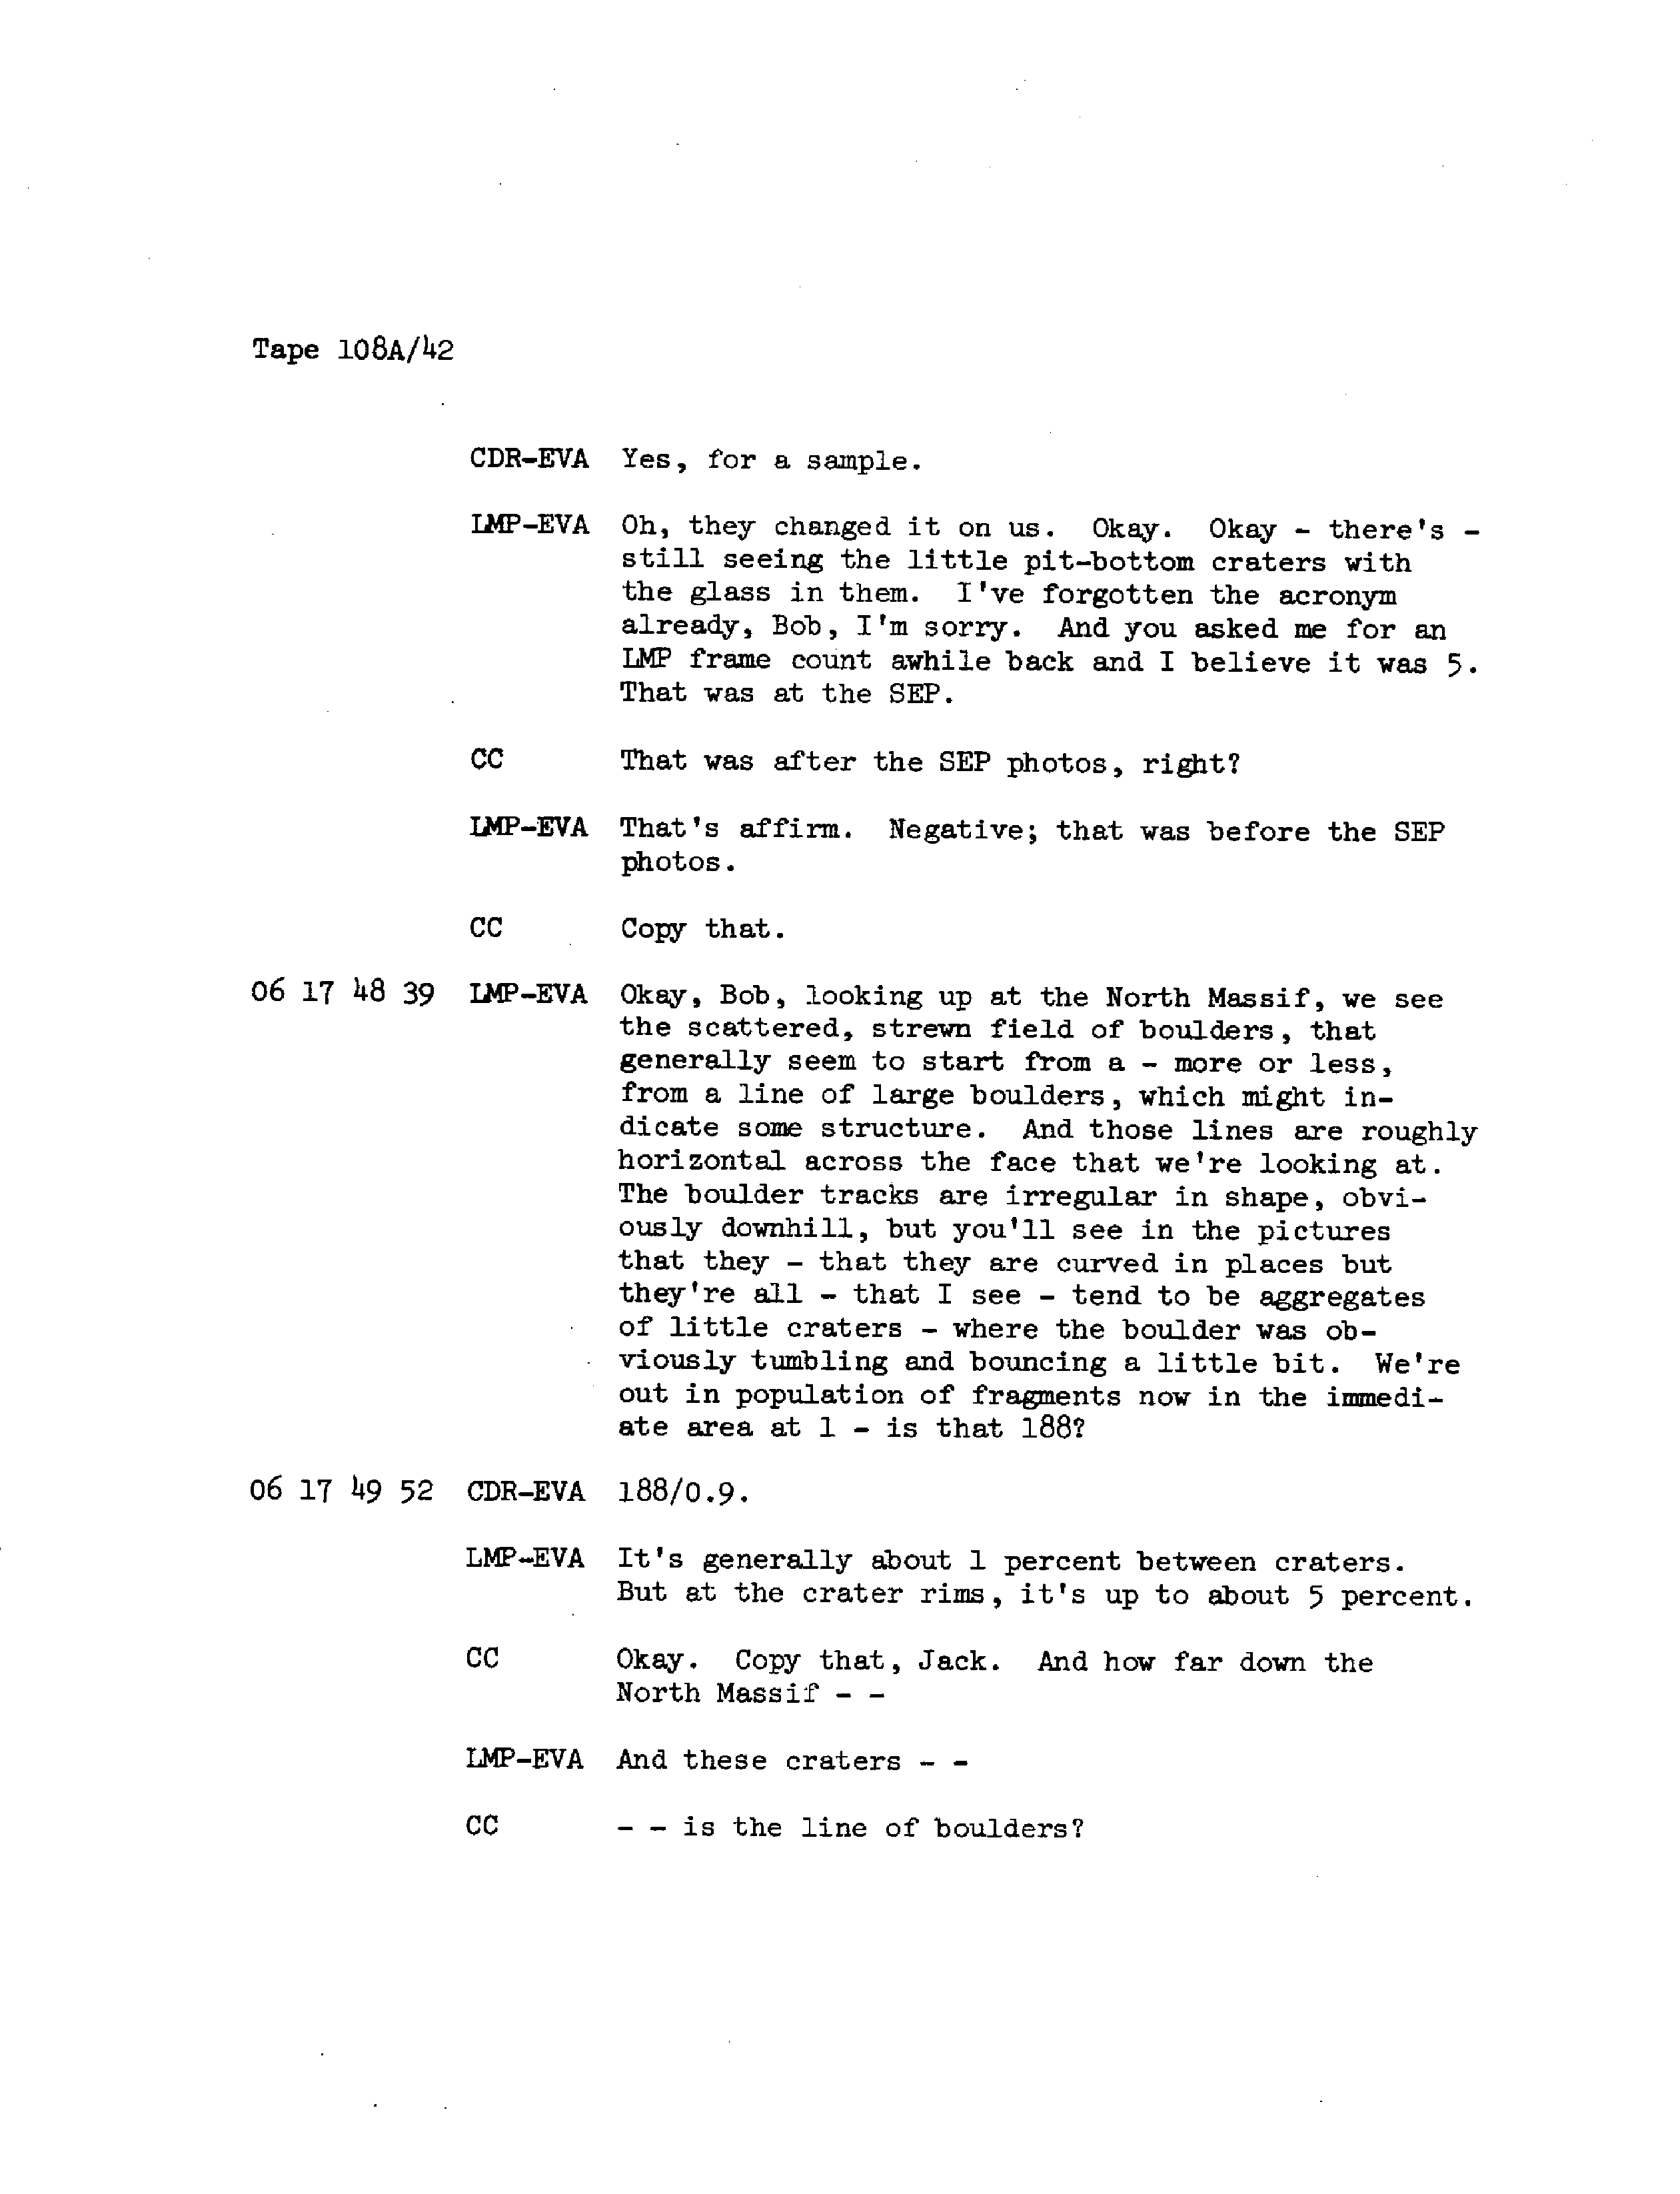 Tape 108A/42
CDR-EVA Yes, for a sample.
LMP-EVA Oh, they changed it on us. Okay. Okay - there's -
still seeing the little pit-bottom craters with
the glass in them. I've forgotten the acronym
already, Bob, I'm sorry. And you asked me for an
LMP frame count awhile back and I believe it was 5.
That was at the SEP.
CC That was after the SEP photos, right?
LMP-EVA That's affirm. Negative; that was before the SEP
photos.
CC Copy that.
06 17 48 39 LMP-EVA Okay, Bob, looking up at the North Massif, we see
the scattered, strewn field of boulders, that
generally seem to start from a - more or less,
from a line of large boulders, which might in-
dicate some structure. And those lines are roughly
horizontal across the face that we're looking at.
The boulder tracks are irregular in shape, obvi-
ously downhill, but you'll see in the pictures
that they - that they are curved in places but
they're all - that I see - tend to be aggregates
of little craters - where the boulder was ob-
viously tumbling and bouncing a little bit. We're
out in population of fragments now in the immedi-
ate area at 1 - is that 188?
06 17 49 52 CDR-EVA 188/0.9.
LMP-EVA It's generally about 1 percent between craters.
But at the crater rims, it's up to about 5 percent.
CC Okay. Copy that, Jack. And how far down the
North Massif - -
LMP-EVA And these craters - -
CC - - is the line of boulders?